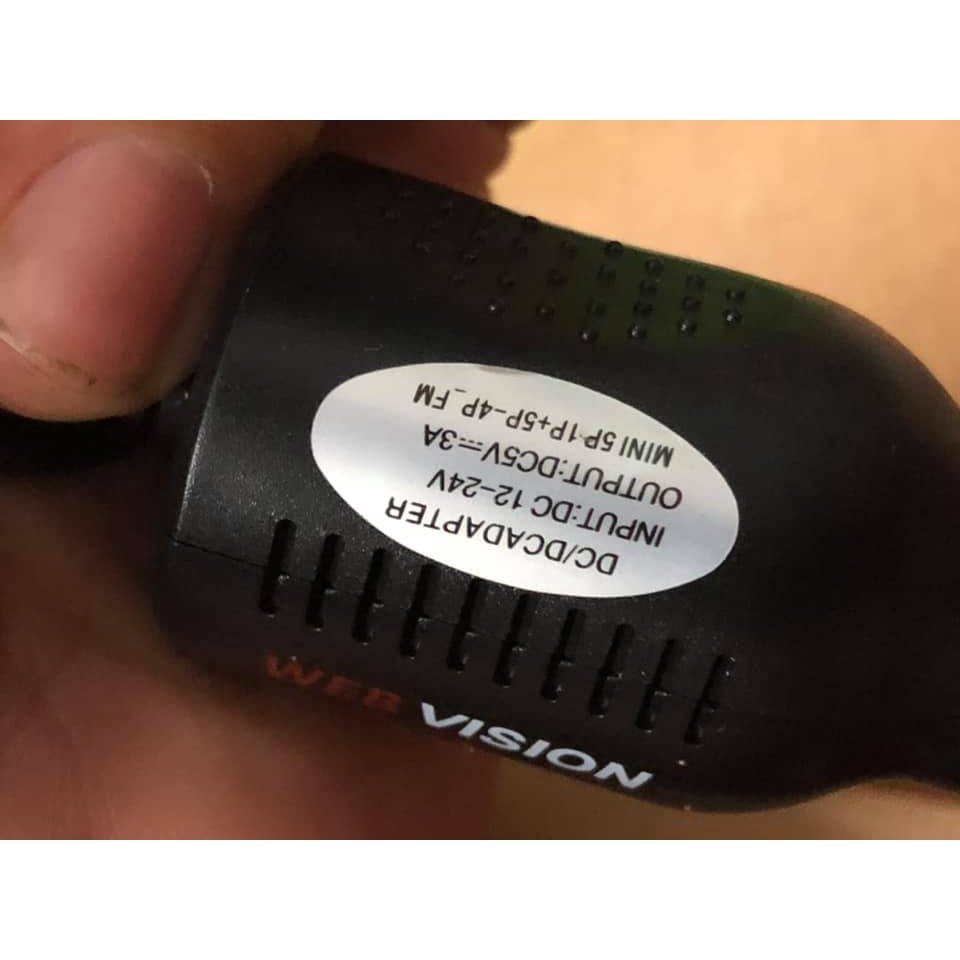 DC/DCADAPTER
INPUT:DC 12-24V
OUTPUT:DC5V⎓3A
MINI 5P 1P+5P-4P_FM
WEB VISION